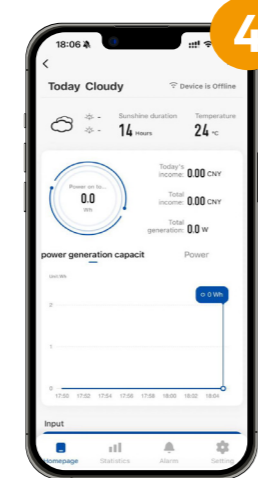 4
18:06
Today Cloudy
Device is Offline
Sunshine duration
14 Hours
Temperature
24 °C
Power on to...
0.0
Wh
Today's income: 0.00 CNY
Total income: 0.00 CNY
Total generation: 0.0 W
power generation capacit
Power
Unit:Wh
0 Wh
2
1
0
17:50 17:52 17:54 17:56 17:58 18:00 18:02 18:04
Input
Homepage
Statistics
Alarm
Setting